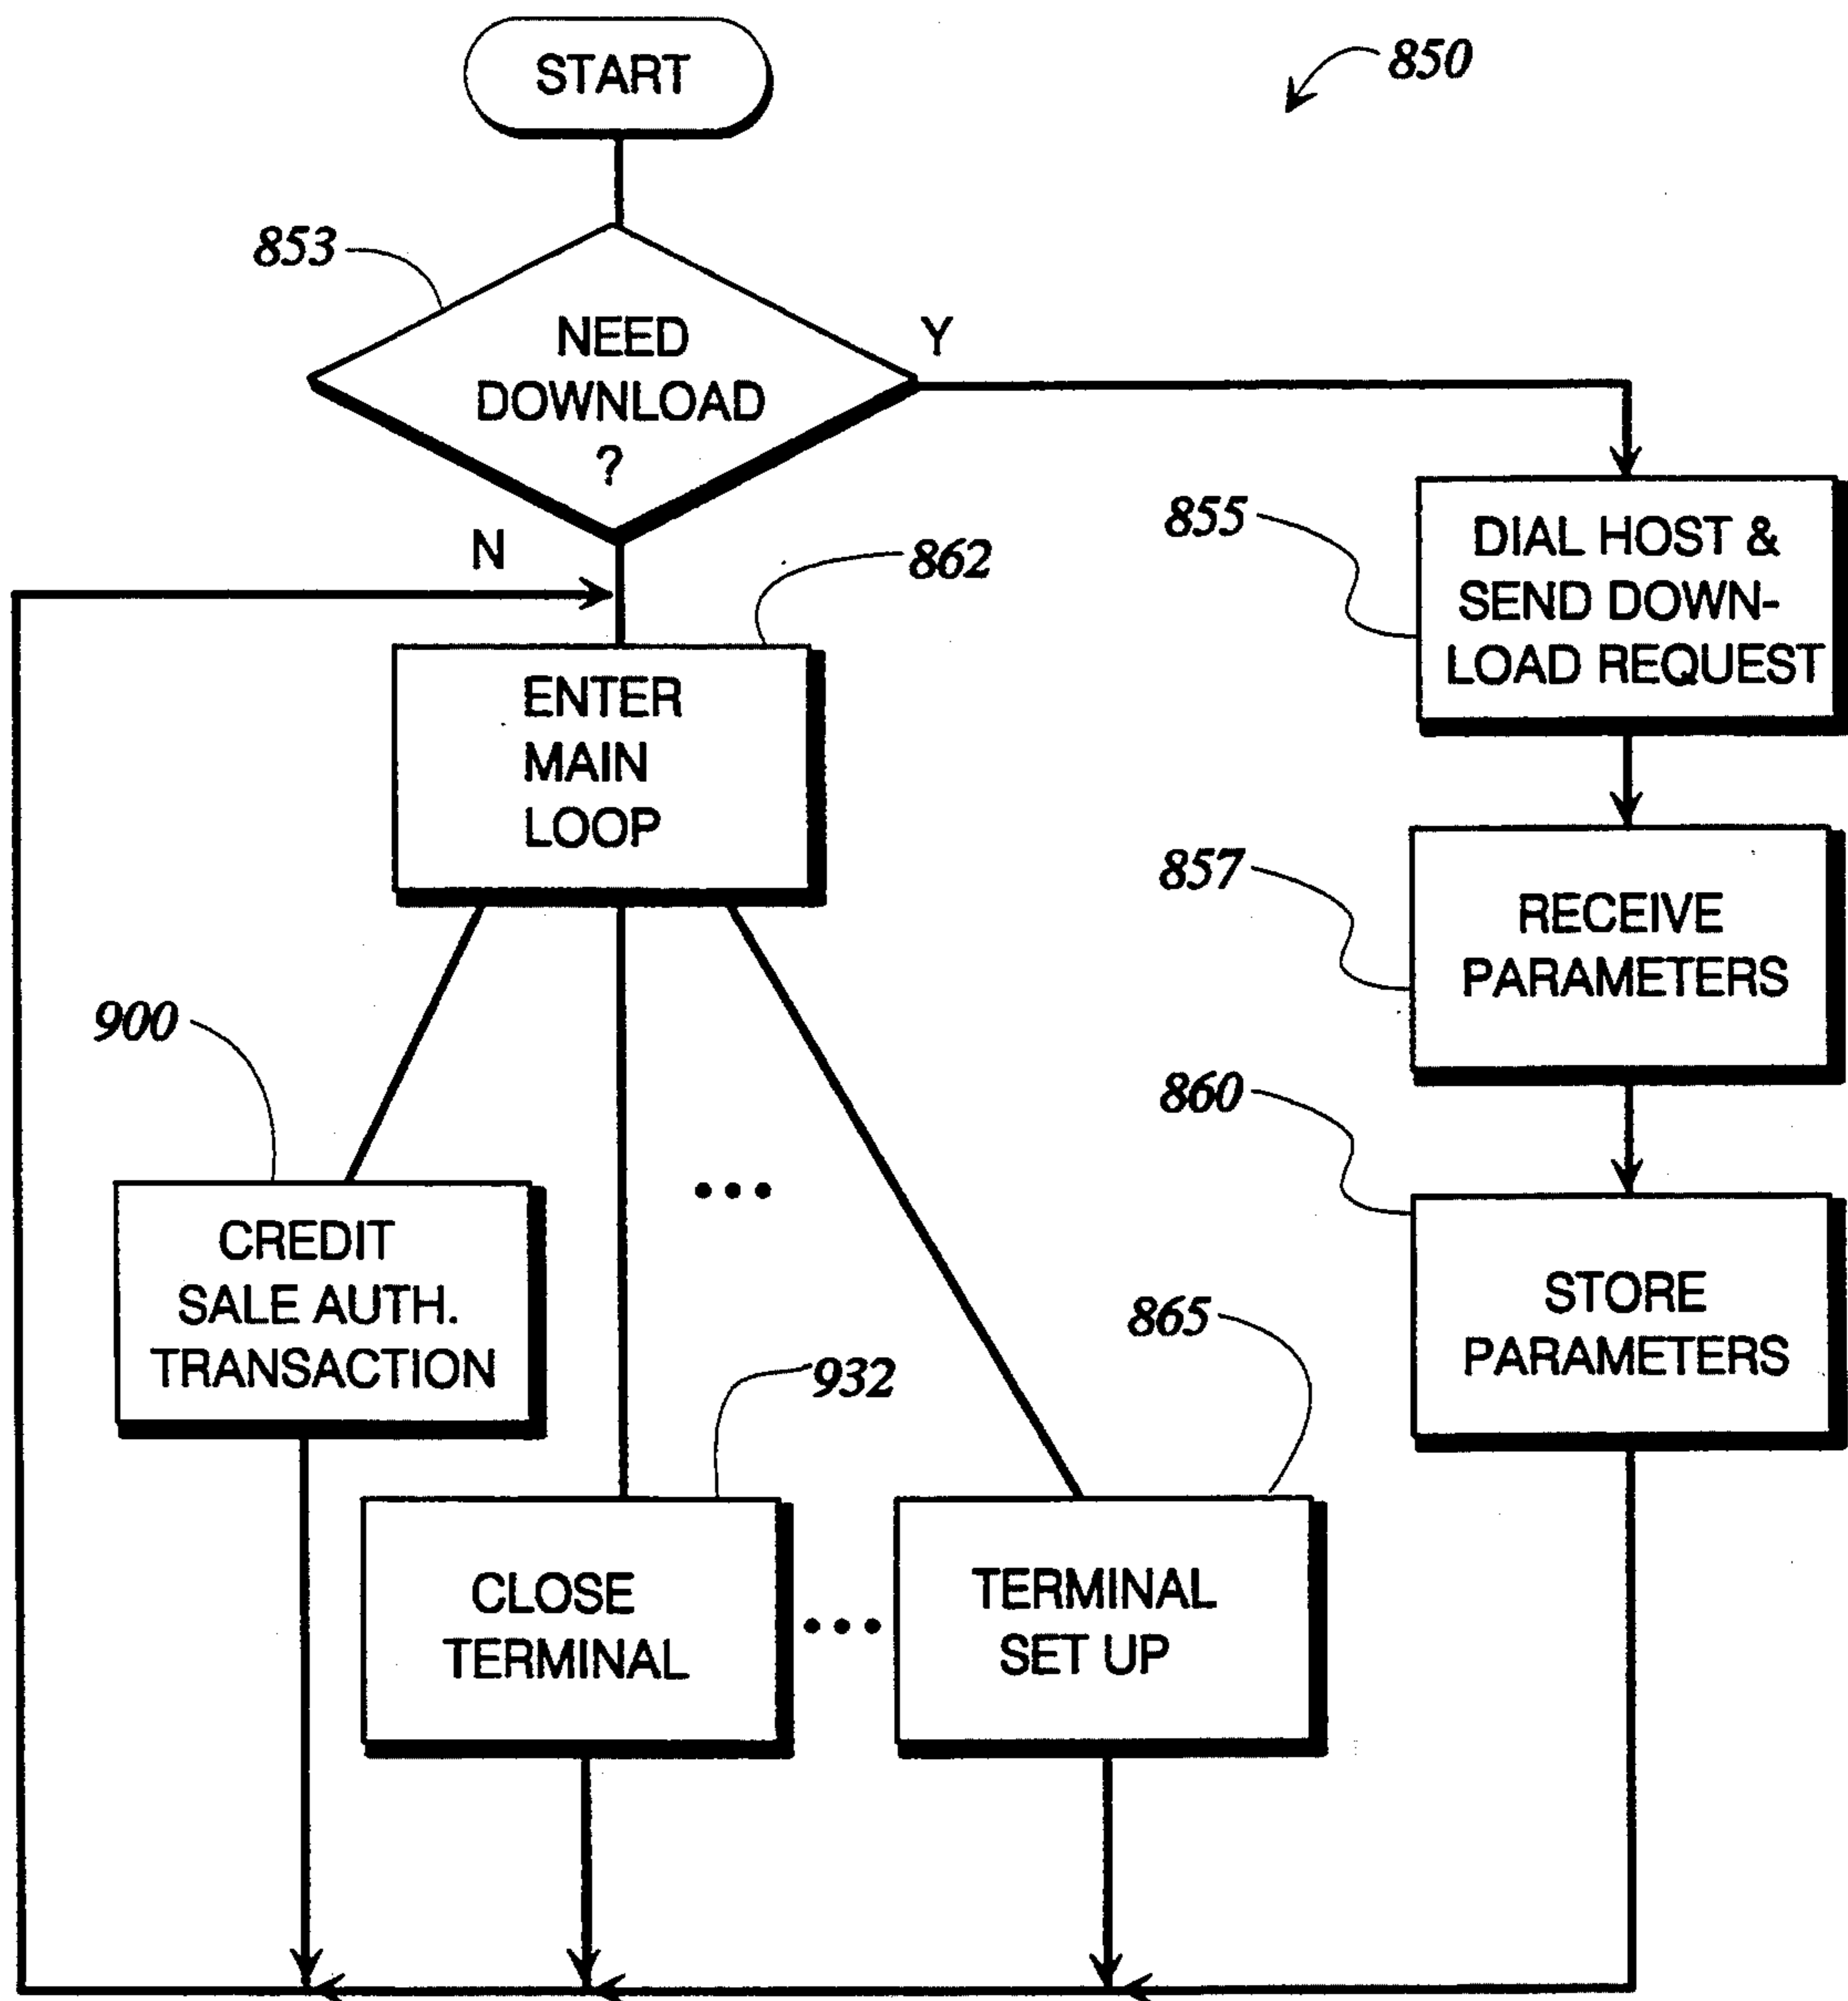 START
850
853
NEED
DOWNLOAD
?
Y
N
862
ENTER
MAIN
LOOP
855
DIAL HOST &
SEND DOWN-
LOAD REQUEST
857
RECEIVE
PARAMETERS
860
STORE
PARAMETERS
900
CREDIT
SALE AUTH.
TRANSACTION
•••
932
CLOSE
TERMINAL
•••
865
TERMINAL
SET UP